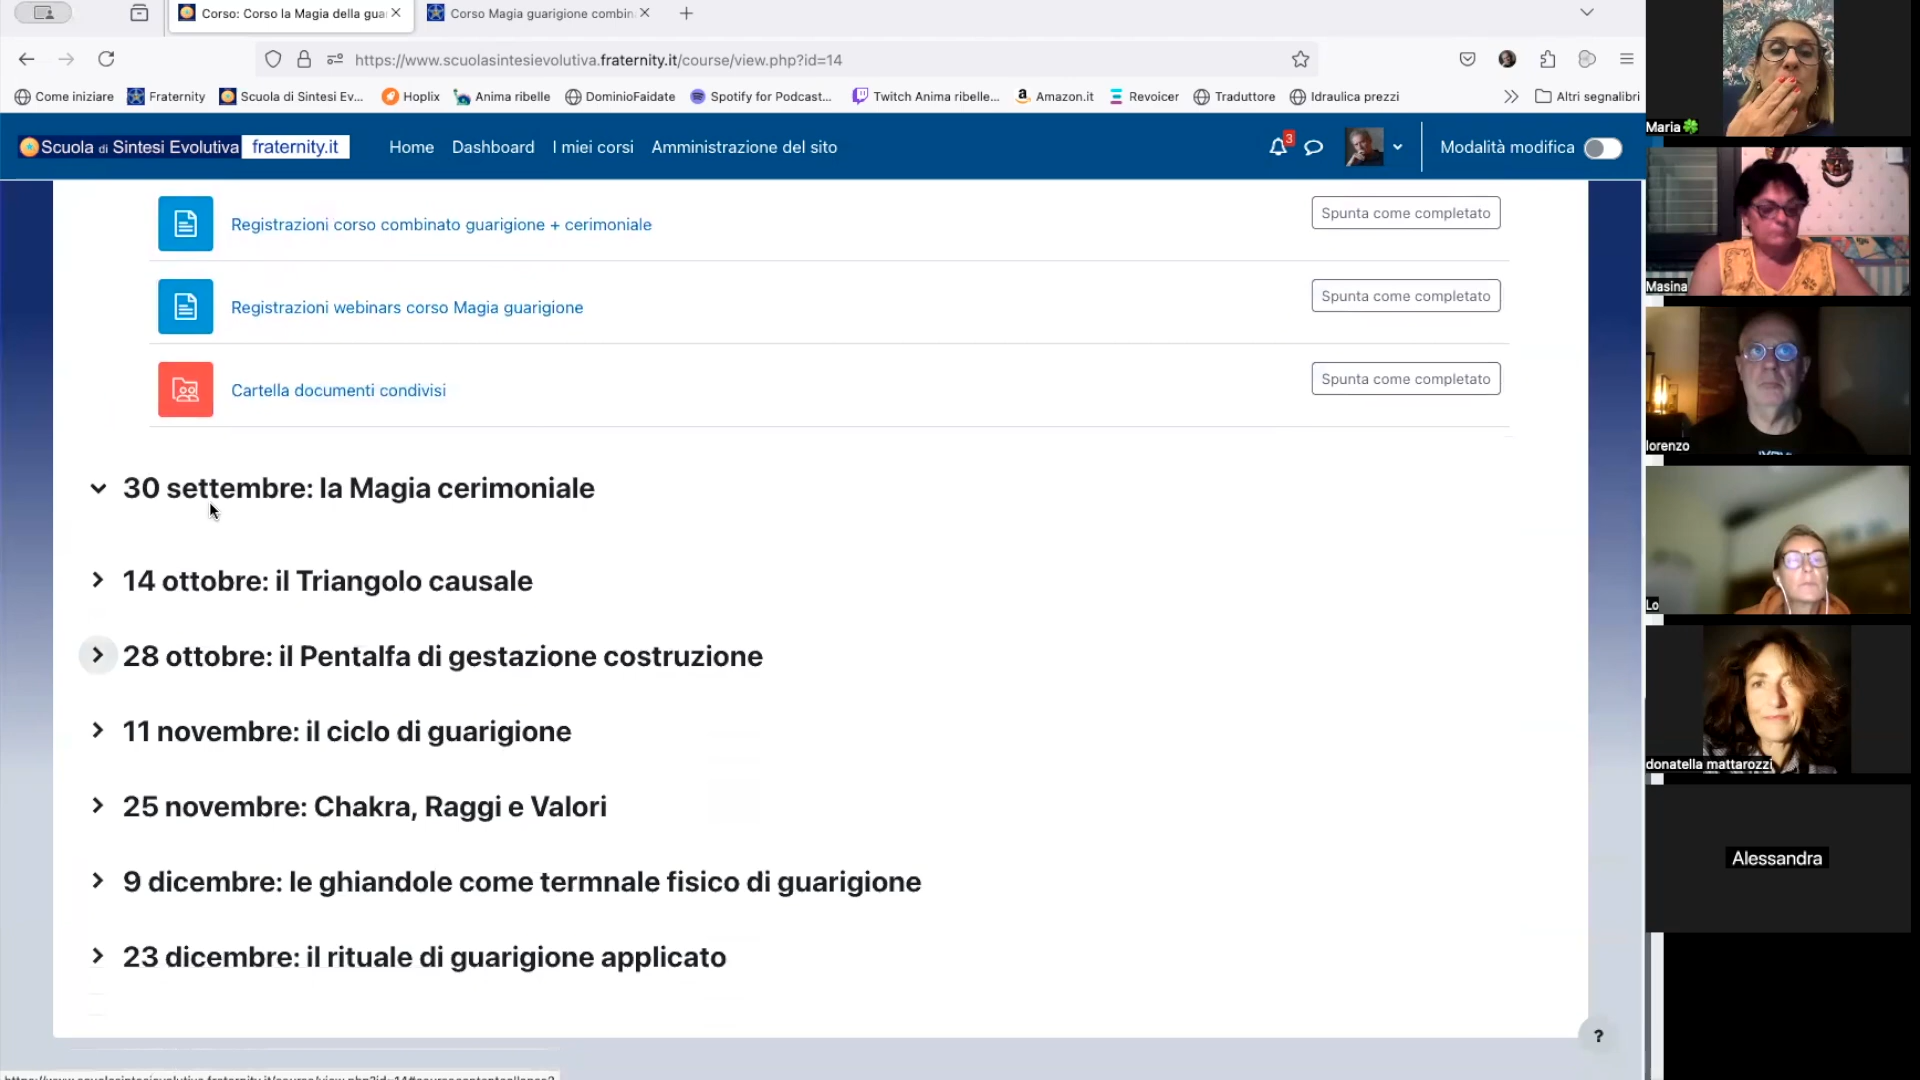 Corso: Corso la Magia della gua
Corso Magia guarigione combin
https://www.scuolasintesievolutiva.fraternity.it/course/view.php?id=14
Come iniziare
Fraternity
Scuola di Sintesi Ev...
Hoplix
Anima ribelle
DominioFaidate
Spotify for Podcast...
Twitch Anima ribelle...
Amazon.it
Revoicer
Traduttore
Idraulica prezzi
Altri segnalibri
Scuola di Sintesi Evolutiva fraternity.it
Home
Dashboard
I miei corsi
Amministrazione del sito
3
Modalità modifica
Registrazioni corso combinato guarigione + cerimoniale
Spunta come completato
Registrazioni webinars corso Magia guarigione
Spunta come completato
Cartella documenti condivisi
Spunta come completato
30 settembre: la Magia cerimoniale
14 ottobre: il Triangolo causale
28 ottobre: il Pentalfa di gestazione costruzione
11 novembre: il ciclo di guarigione
25 novembre: Chakra, Raggi e Valori
9 dicembre: le ghiandole come termnale fisico di guarigione
23 dicembre: il rituale di guarigione applicato
?
Maria🍀
Masina
lorenzo
Lo
donatella mattarozzi
Alessandra